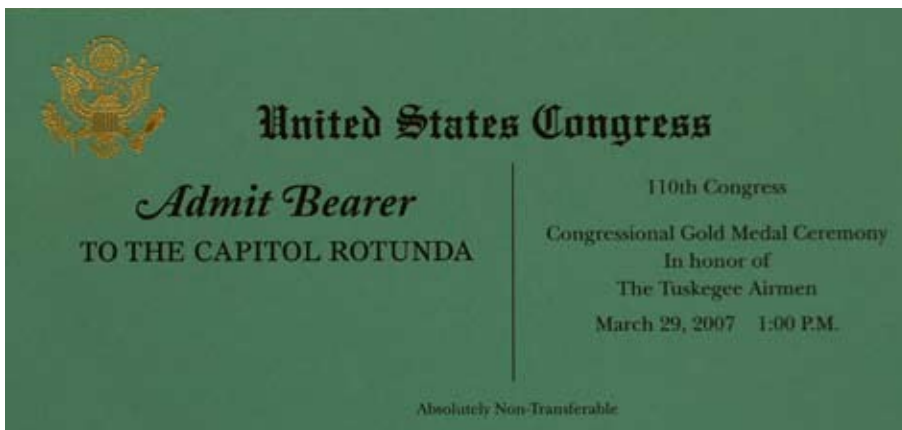 United States Congress
Admit Bearer
TO THE CAPITOL ROTUNDA
110th Congress
Congressional Gold Medal Ceremony
In honor of
The Tuskegee Airmen
March 29, 2007 1:00 P.M.
Absolutely Non-Transferable